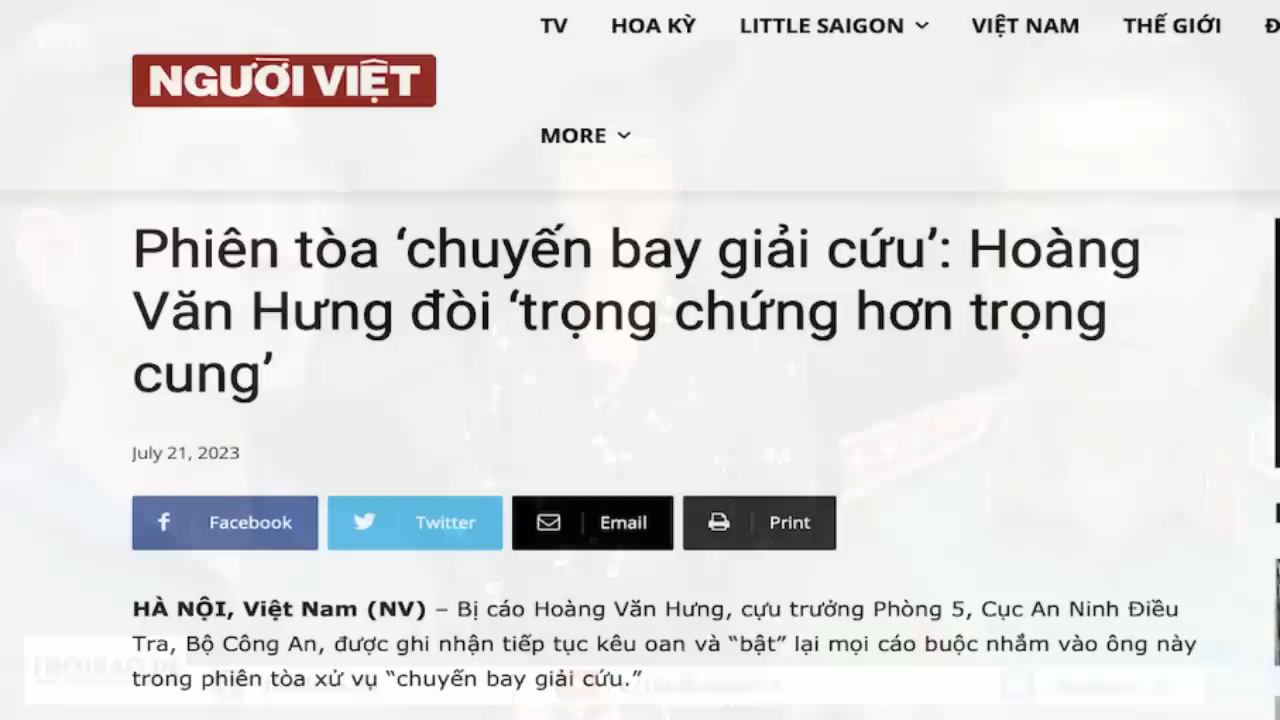 TV HOA KỲ LITTLE SAIGON VIỆT NAM THẾ GIỚI
NGƯỜI VIỆT
MORE
Phiên tòa ‘chuyến bay giải cứu’: Hoàng
Văn Hưng đòi ‘trọng chứng hơn trọng
cung’
July 21, 2023
Facebook Twitter Email Print
HÀ NỘI, Việt Nam (NV) – Bị cáo Hoàng Văn Hưng, cựu trưởng Phòng 5, Cục An Ninh Điều
Tra, Bộ Công An, được ghi nhận tiếp tục kêu oan và “bật” lại mọi cáo buộc nhắm vào ông này
trong phiên tòa xử vụ “chuyến bay giải cứu.”